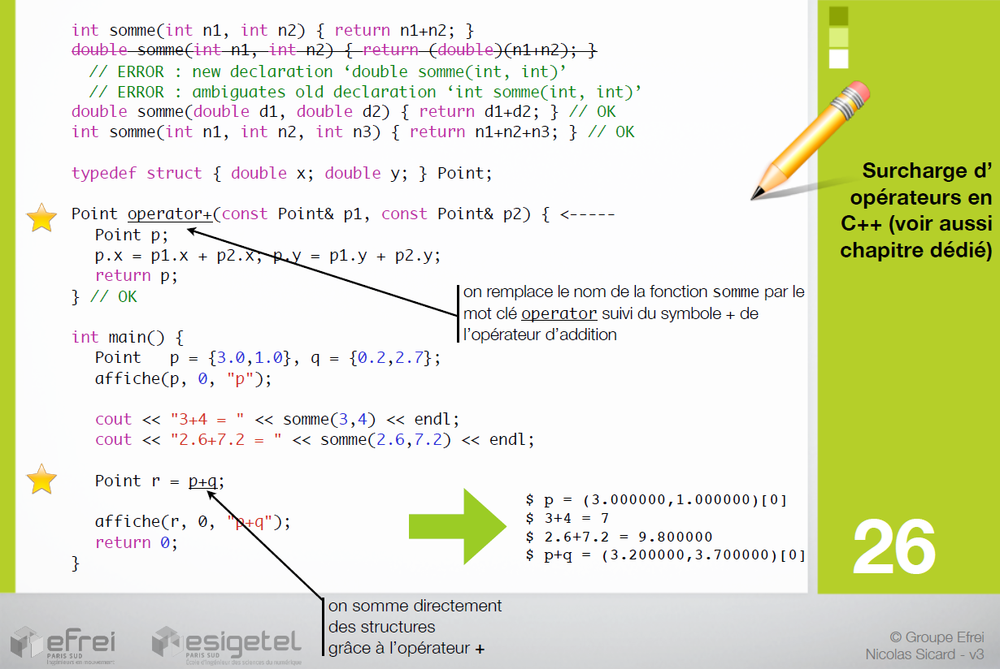 int somme(int n1, int n2) { return n1+n2; }
double somme(int n1, int n2) { return (double)(n1+n2); }
// ERROR : new declaration ‘double somme(int, int)’
// ERROR : ambiguates old declaration ‘int somme(int, int)’
double somme(double d1, double d2) { return d1+d2; } // OK
int somme(int n1, int n2, int n3) { return n1+n2+n3; } // OK
typedef struct { double x; double y; } Point;
Point operator+(const Point& p1, const Point& p2) { <-----
Point p;
p.x = p1.x + p2.x; p.y = p1.y + p2.y;
return p;
} // OK
on remplace le nom de la fonction somme par le
mot clé operator suivi du symbole + de
l’opérateur d’addition
int main() {
Point p = {3.0,1.0}, q = {0.2,2.7};
affiche(p, 0, "p");
cout << "3+4 = " << somme(3,4) << endl;
cout << "2.6+7.2 = " << somme(2.6,7.2) << endl;
Point r = p+q;
affiche(r, 0, "p+q");
return 0;
}
$ p = (3.000000,1.000000)[0]
$ 3+4 = 7
$ 2.6+7.2 = 9.800000
$ p+q = (3.200000,3.700000)[0]
on somme directement
des structures
grâce à l’opérateur +
Surcharge d’
opérateurs en
C++ (voir aussi
chapitre dédié)
26
efrei
PARIS SUD
Ingénieurs en mouvement
esigetel
PARIS SUD
École d'ingénieur des sciences du numérique
© Groupe Efrei
Nicolas Sicard - v3